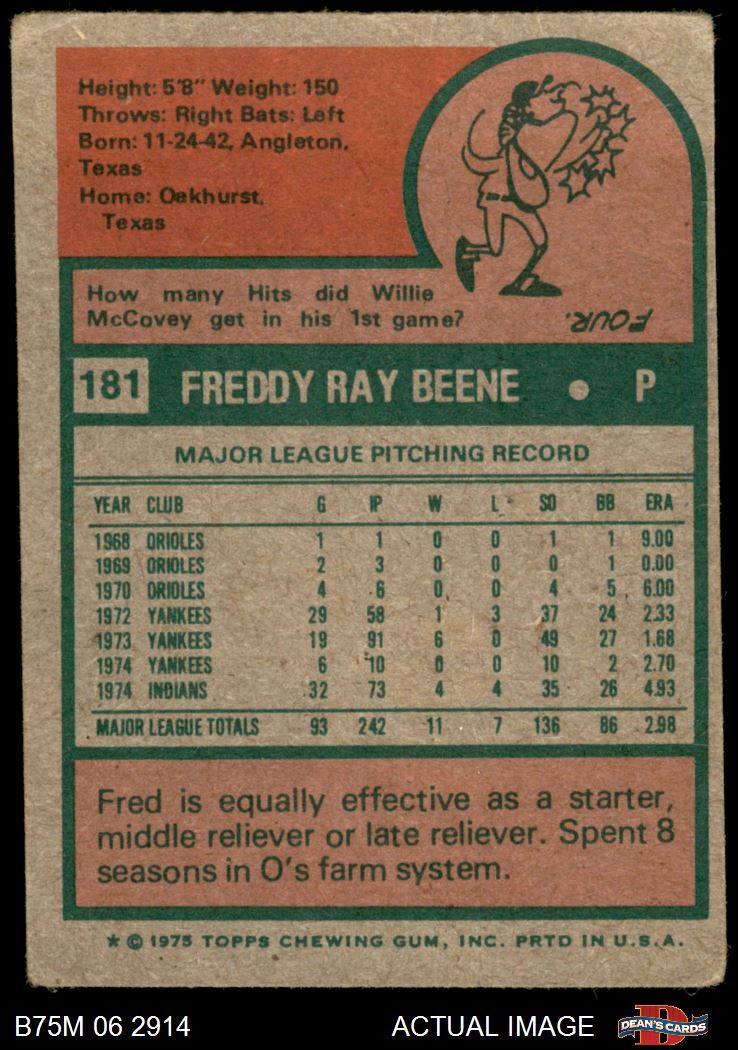 Height: 5'8" Weight: 150
Throws: Right Bats: Left
Born: 11-24-42, Angleton,
Texas
Home: Oakhurst,
Texas
How many Hits did Willie
McCovey get in his 1st game?
FOUR.
181 FREDDY RAY BEENE • P
MAJOR LEAGUE PITCHING RECORD
YEAR CLUB G IP W L SO BB ERA
1968 ORIOLES 1 1 0 0 1 1 9.00
1969 ORIOLES 2 3 0 0 0 1 0.00
1970 ORIOLES 4 6 0 0 4 5 6.00
1972 YANKEES 29 58 1 3 37 24 2.33
1973 YANKEES 19 91 6 0 49 27 1.68
1974 YANKEES 6 10 0 0 10 2 2.70
1974 INDIANS 32 73 4 4 35 26 4.93
MAJOR LEAGUE TOTALS 93 242 11 7 136 86 2.98
Fred is equally effective as a starter,
middle reliever or late reliever. Spent 8
seasons in O's farm system.
* © 1975 TOPPS CHEWING GUM, INC. PRTD IN U.S.A.
B75M 06 2914 ACTUAL IMAGE D DEAN'S CARDS